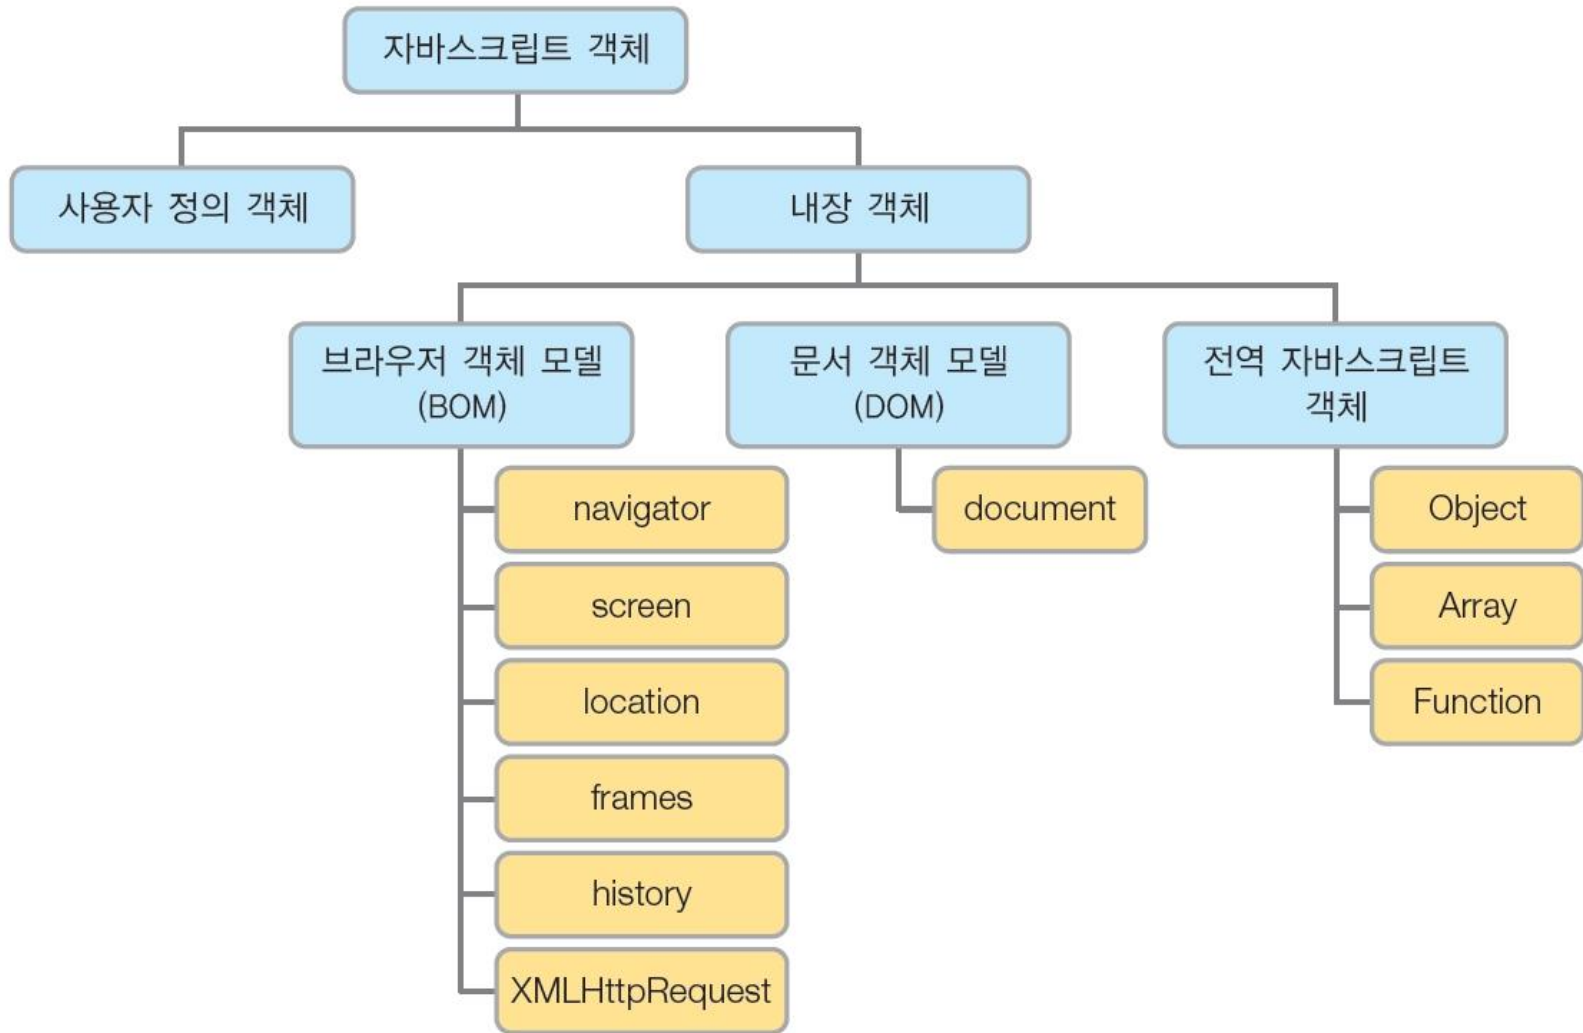 자바스크립트 객체
사용자 정의 객체
내장 객체
브라우저 객체 모델
(BOM)
문서 객체 모델
(DOM)
전역 자바스크립트
객체
navigator
screen
location
frames
history
XMLHttpRequest
document
Object
Array
Function